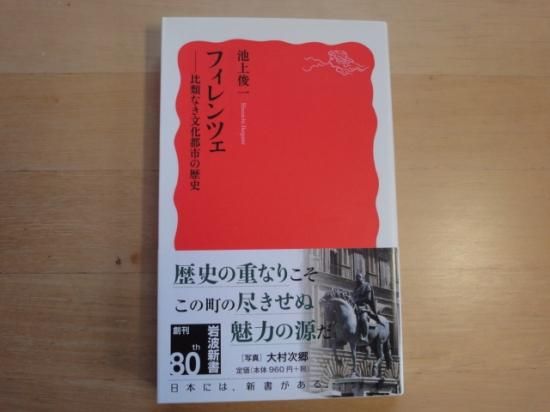 池上俊一
Shunichi Ikegami
フィレンツェ
──比類なき文化都市の歴史
歴史の重なりこそ
この町の尽きせぬ
魅力の源だ
創刊
80th
岩波新書
[写真] 大村次郷
定価(本体960円+税)
日本には、新書がある